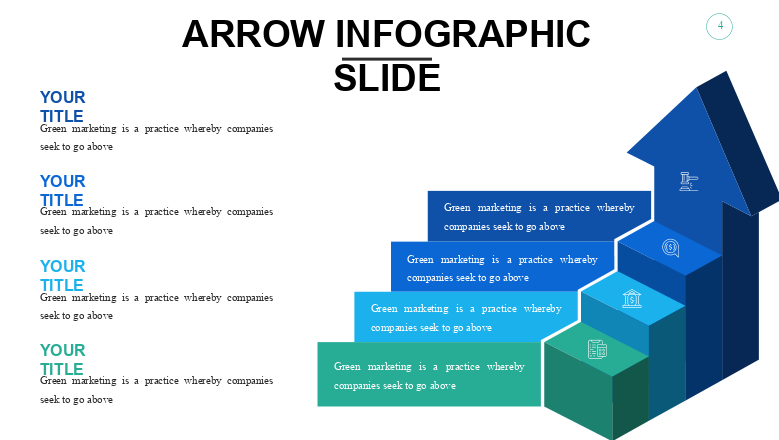 ARROW INFOGRAPHIC
SLIDE
4
YOUR
TITLE
Green marketing is a practice whereby companies
seek to go above
YOUR
TITLE
Green marketing is a practice whereby companies
seek to go above
YOUR
TITLE
Green marketing is a practice whereby companies
seek to go above
YOUR
TITLE
Green marketing is a practice whereby companies
seek to go above
Green marketing is a practice whereby
companies seek to go above
Green marketing is a practice whereby
companies seek to go above
Green marketing is a practice whereby
companies seek to go above
Green marketing is a practice whereby
companies seek to go above